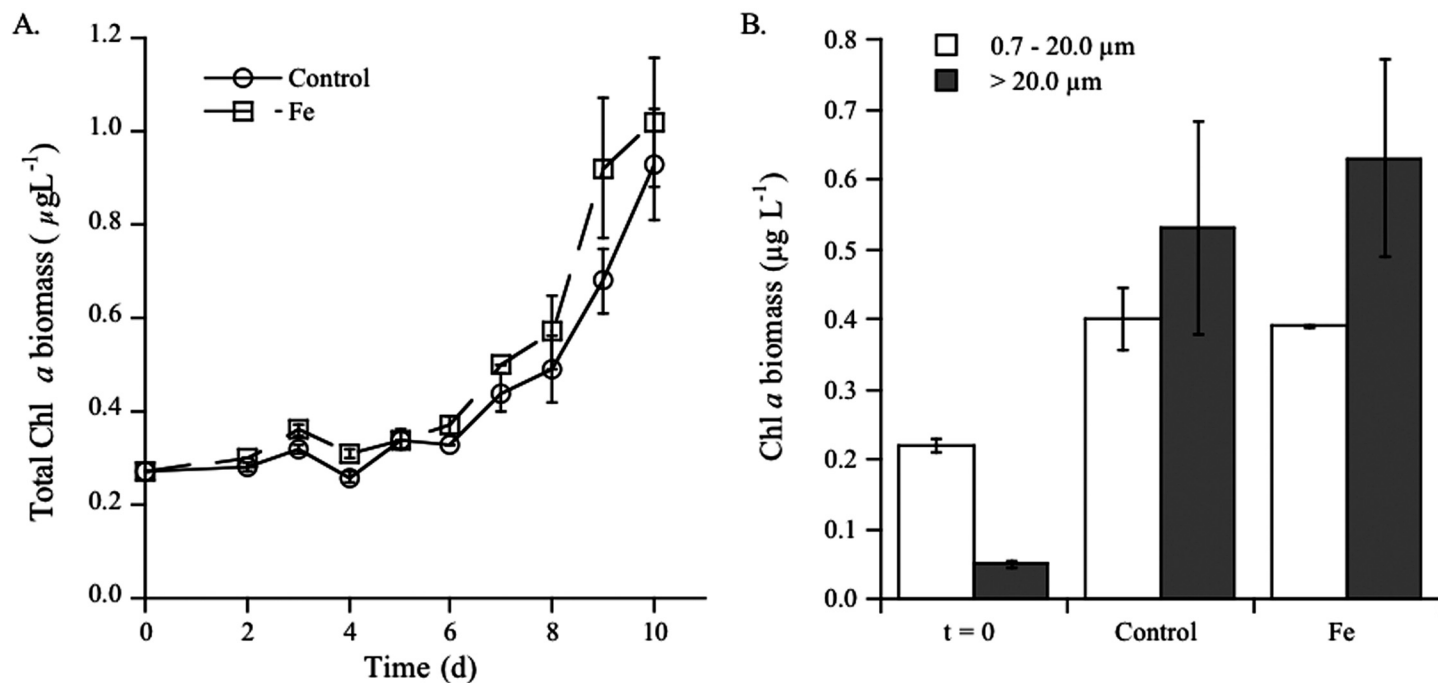 A.
1.2
1.0
0.8
0.6
0.4
0.2
0.0
Total Chl a biomass ( µgL⁻¹)
Control
- Fe
0 2 4 6 8 10
Time (d)
B.
0.8
0.7
0.6
0.5
0.4
0.3
0.2
0.1
0.0
Chl a biomass (µg L⁻¹)
0.7 - 20.0 µm
> 20.0 µm
t = 0 Control Fe